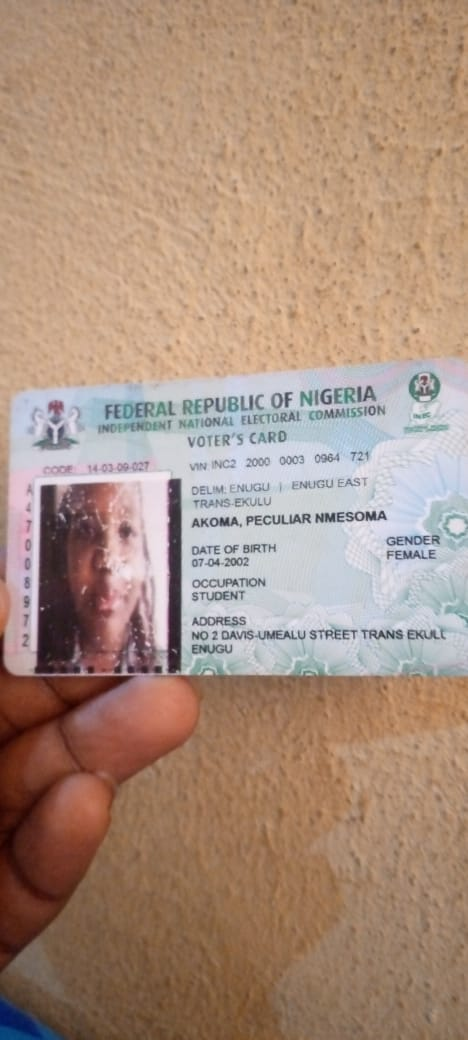 FEDERAL REPUBLIC OF NIGERIA
INDEPENDENT NATIONAL ELECTORAL COMMISSION
VOTER'S CARD
CODE: 14-03-09-027
VIN: INC2 2000 0003 0964 721
DELIM: ENUGU | ENUGU EAST
TRANS-EKULU
AKOMA, PECULIAR NMESOMA
DATE OF BIRTH
07-04-2002
GENDER
FEMALE
OCCUPATION
STUDENT
ADDRESS
NO 2 DAVIS-UMEALU STREET TRANS EKULU
ENUGU
A47008972
INEC